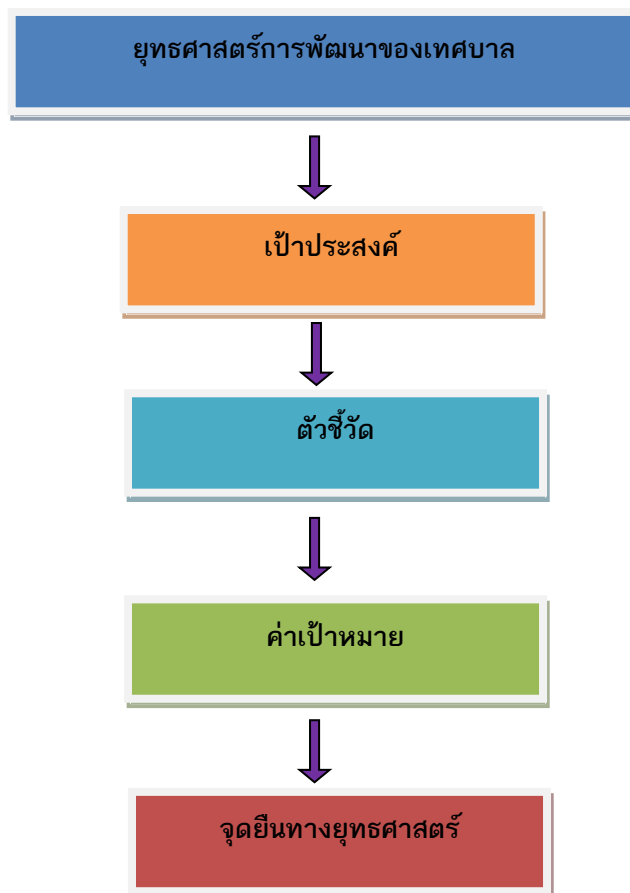 ยุทธศาสตร์การพัฒนาของเทศบาล
เป้าประสงค์
ตัวชี้วัด
ค่าเป้าหมาย
จุดยืนทางยุทธศาสตร์